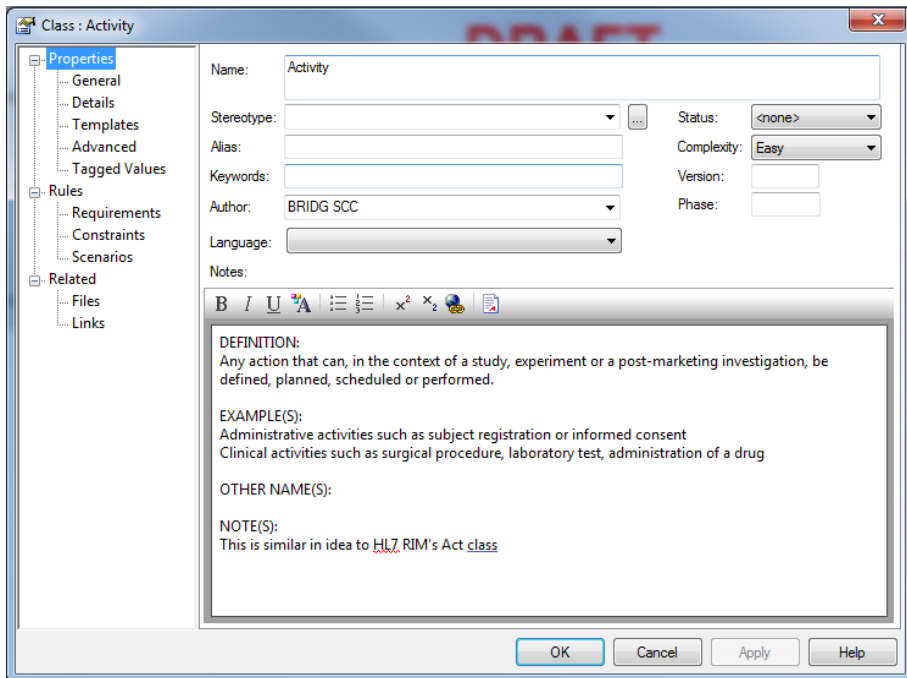 Class : Activity
DRAFT
Properties
General
Details
Templates
Advanced
Tagged Values
Rules
Requirements
Constraints
Scenarios
Related
Files
Links
Name: Activity
Stereotype: ... Status: <none>
Alias: Complexity: Easy
Keywords: Version:
Author: BRIDG SCC Phase:
Language:
Notes:
B I U A x² x₂
DEFINITION:
Any action that can, in the context of a study, experiment or a post-marketing investigation, be
defined, planned, scheduled or performed.
EXAMPLE(S):
Administrative activities such as subject registration or informed consent
Clinical activities such as surgical procedure, laboratory test, administration of a drug
OTHER NAME(S):
NOTE(S):
This is similar in idea to HL7 RIM's Act class
OK Cancel Apply Help